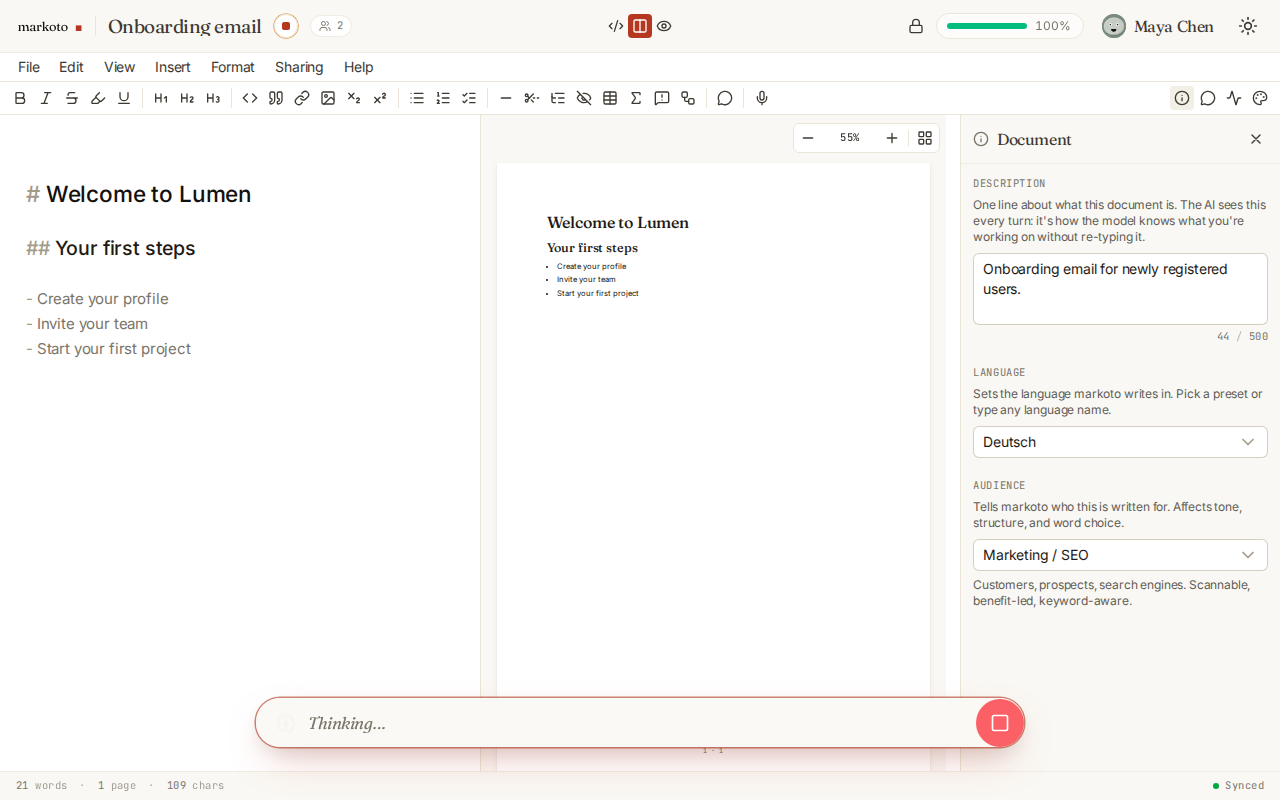 markoto
Onboarding email
2
100%
Maya Chen
File Edit View Insert Format Sharing Help
H1 H2 H3
55%
# Welcome to Lumen
## Your first steps
- Create your profile
- Invite your team
- Start your first project
Welcome to Lumen
Your first steps
• Create your profile
• Invite your team
• Start your first project
1 · 1
Document
DESCRIPTION
One line about what this document is. The AI sees this
every turn: it's how the model knows what you're
working on without re-typing it.
Onboarding email for newly registered
users.
44 / 500
LANGUAGE
Sets the language markoto writes in. Pick a preset or
type any language name.
Deutsch
AUDIENCE
Tells markoto who this is written for. Affects tone,
structure, and word choice.
Marketing / SEO
Customers, prospects, search engines. Scannable,
benefit-led, keyword-aware.
Thinking...
21 words · 1 page · 109 chars
Synced